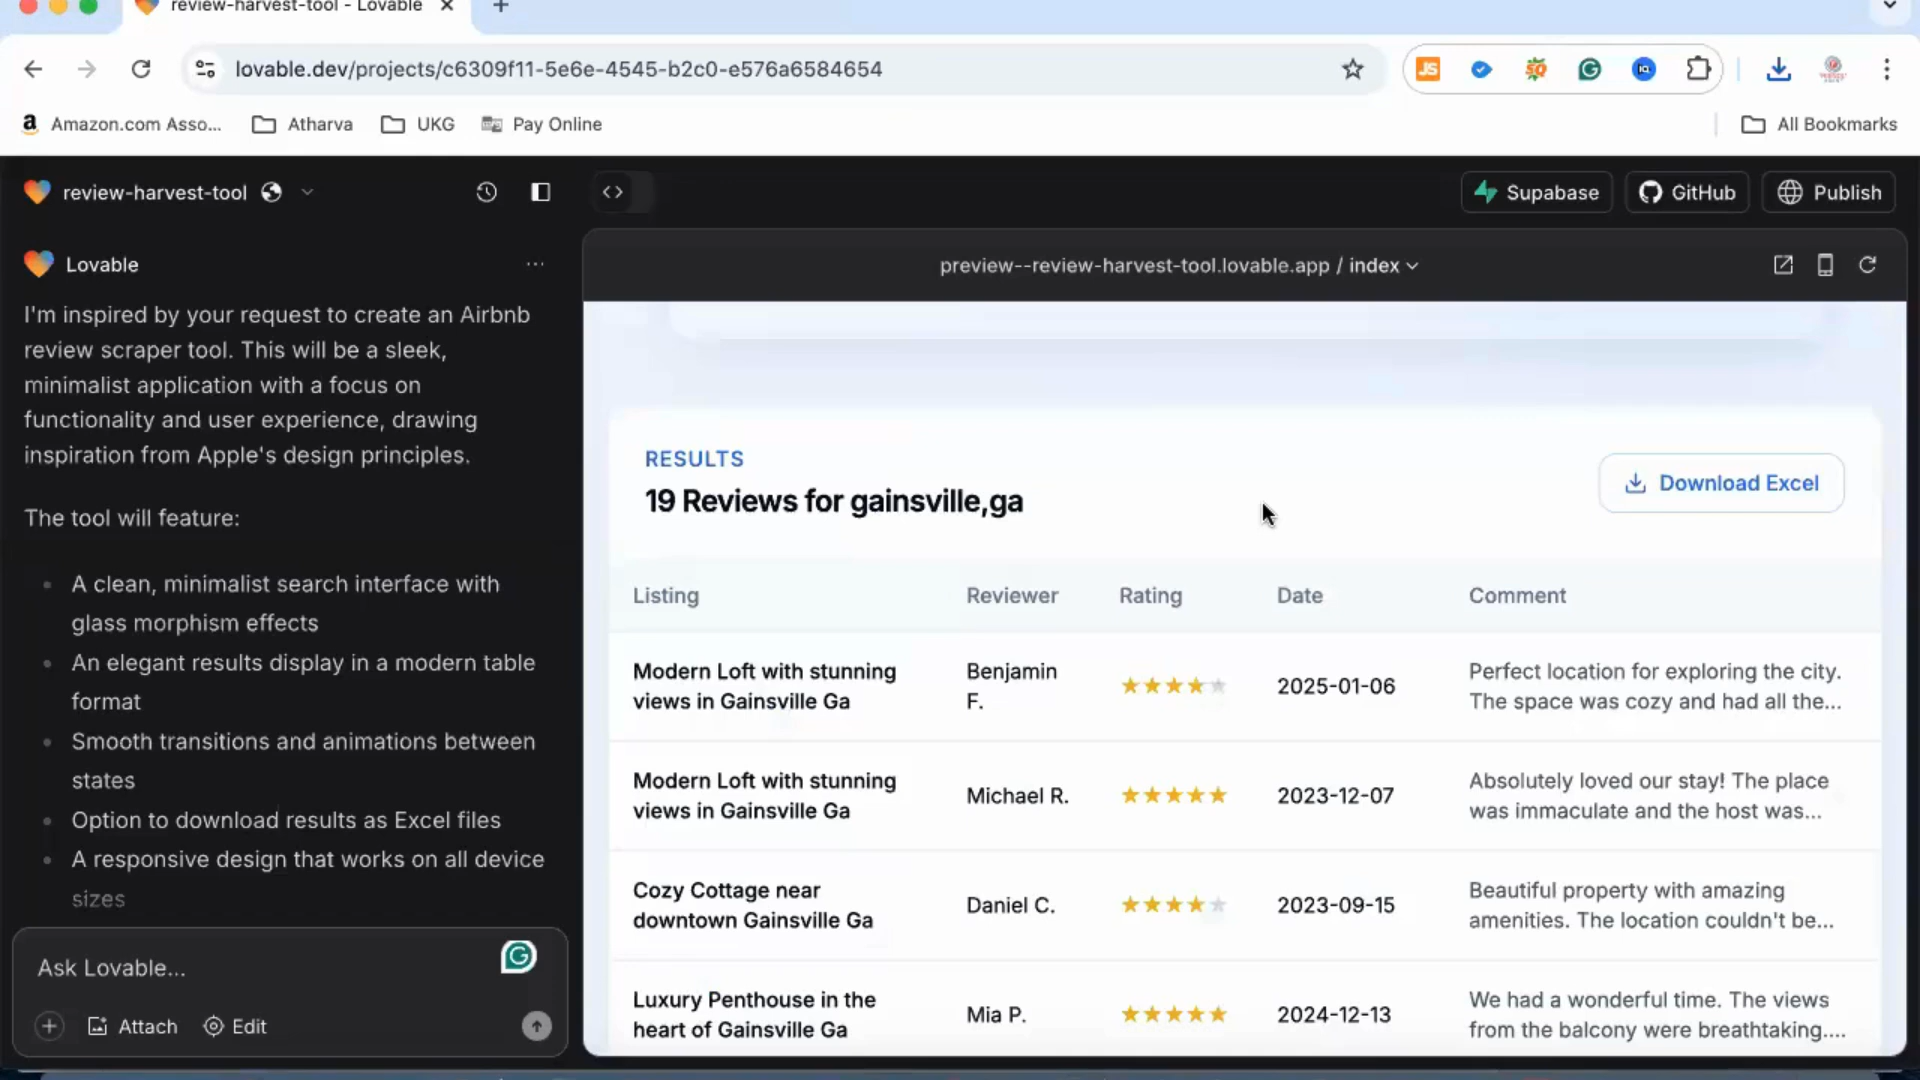 review-harvest-tool - Lovable
lovable.dev/projects/c6309f11-5e6e-4545-b2c0-e576a6584654
JS
SQ
IQ
a Amazon.com Asso...
Atharva
UKG
Pay Online
All Bookmarks
review-harvest-tool
Supabase
GitHub
Publish
Lovable
I'm inspired by your request to create an Airbnb
review scraper tool. This will be a sleek,
minimalist application with a focus on
functionality and user experience, drawing
inspiration from Apple's design principles.
The tool will feature:
A clean, minimalist search interface with
glass morphism effects
An elegant results display in a modern table
format
Smooth transitions and animations between
states
Option to download results as Excel files
A responsive design that works on all device
sizes
Ask Lovable...
Attach
Edit
preview--review-harvest-tool.lovable.app / index
RESULTS
19 Reviews for gainsville,ga
Download Excel
Listing Reviewer Rating Date Comment
Modern Loft with stunning
views in Gainsville Ga
Benjamin
F.
2025-01-06
Perfect location for exploring the city.
The space was cozy and had all the...
Modern Loft with stunning
views in Gainsville Ga
Michael R.
2023-12-07
Absolutely loved our stay! The place
was immaculate and the host was...
Cozy Cottage near
downtown Gainsville Ga
Daniel C.
2023-09-15
Beautiful property with amazing
amenities. The location couldn't be...
Luxury Penthouse in the
heart of Gainsville Ga
Mia P.
2024-12-13
We had a wonderful time. The views
from the balcony were breathtaking....